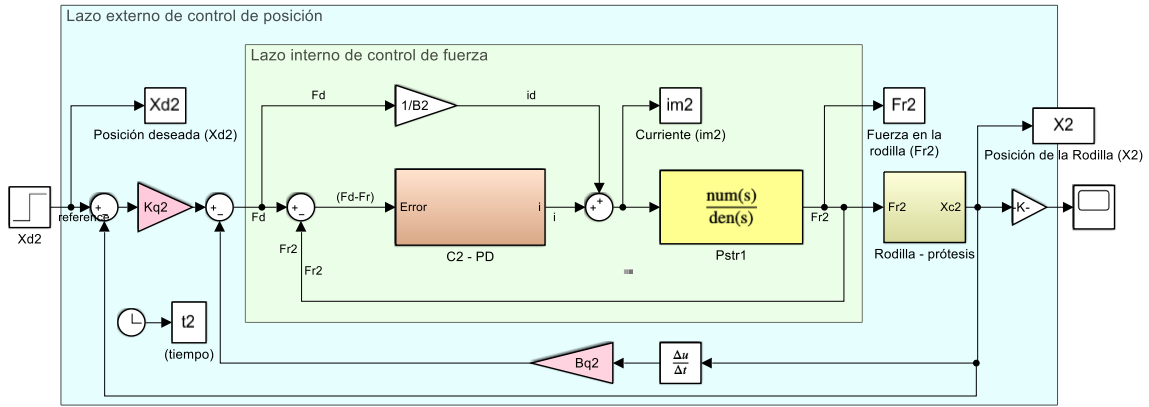 Lazo externo de control de posición
Lazo interno de control de fuerza
Xd2
Posición deseada (Xd2)
Fd
1/B2
id
im2
Curriente (im2)
Fr2
Fuerza en la
rodilla (Fr2)
X2
Posición de la Rodilla (X2)
Xd2
reference
Kq2
Fd
(Fd-Fr)
Error
i
C2 - PD
i
num(s)
den(s)
Pstr1
Fr2
Fr2
Xc2
Rodilla - prótesis
-K-
Fr2
Fr2
t2
(tiempo)
Bq2
Δu
Δt